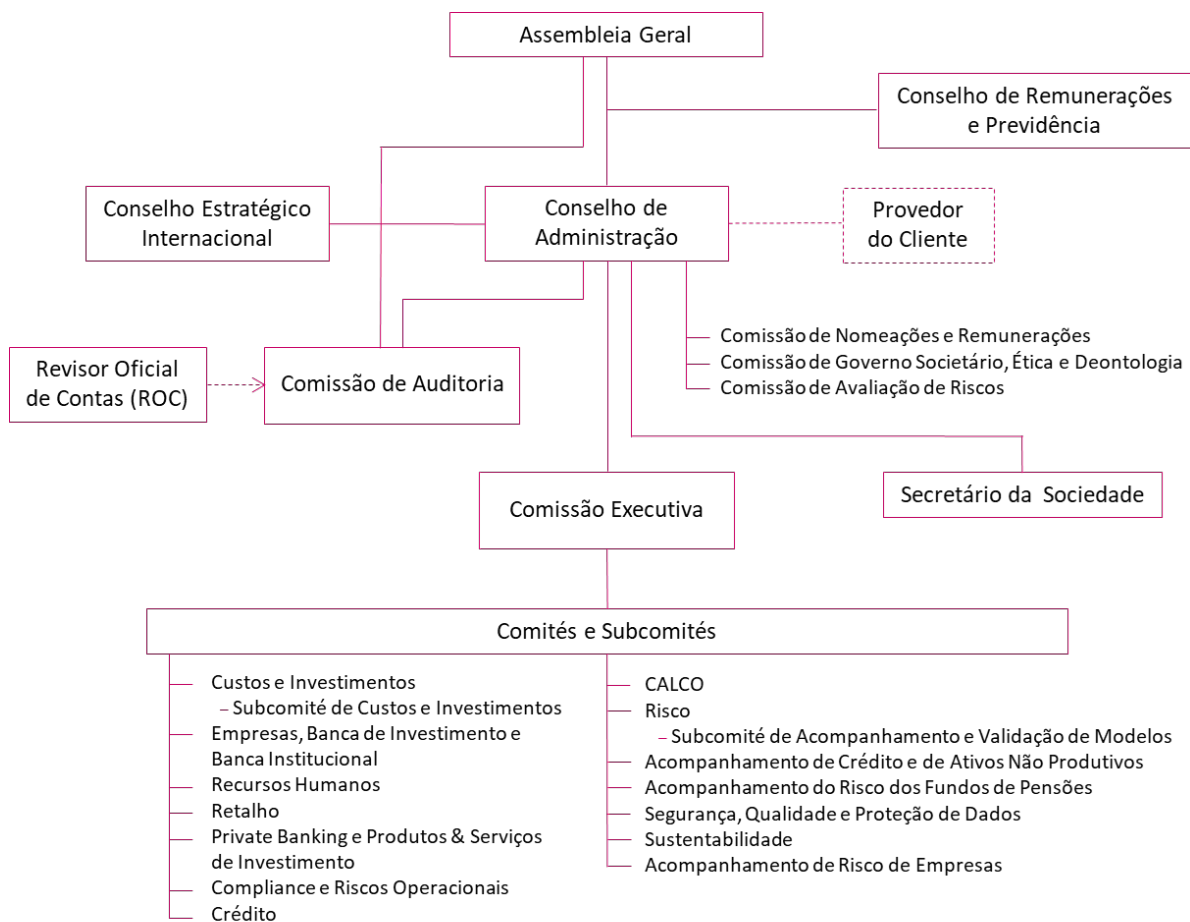 Assembleia Geral
Conselho de Remunerações
e Previdência
Conselho Estratégico
Internacional
Conselho de
Administração
Provedor
do Cliente
Comissão de Nomeações e Remunerações
Comissão de Governo Societário, Ética e Deontologia
Comissão de Avaliação de Riscos
Revisor Oficial
de Contas (ROC)
Comissão de Auditoria
Comissão Executiva
Secretário da Sociedade
Comités e Subcomités
Custos e Investimentos
– Subcomité de Custos e Investimentos
Empresas, Banca de Investimento e
Banca Institucional
Recursos Humanos
Retalho
Private Banking e Produtos & Serviços
de Investimento
Compliance e Riscos Operacionais
Crédito
CALCO
Risco
– Subcomité de Acompanhamento e Validação de Modelos
Acompanhamento de Crédito e de Ativos Não Produtivos
Acompanhamento do Risco dos Fundos de Pensões
Segurança, Qualidade e Proteção de Dados
Sustentabilidade
Acompanhamento de Risco de Empresas